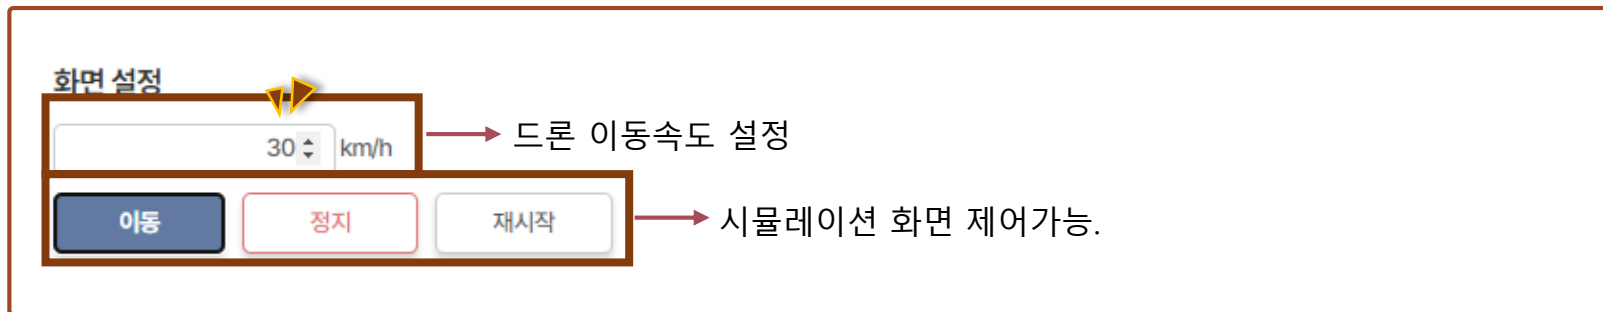 화면 설정
30 km/h
드론 이동속도 설정
이동 정지 재시작
시뮬레이션 화면 제어가능.